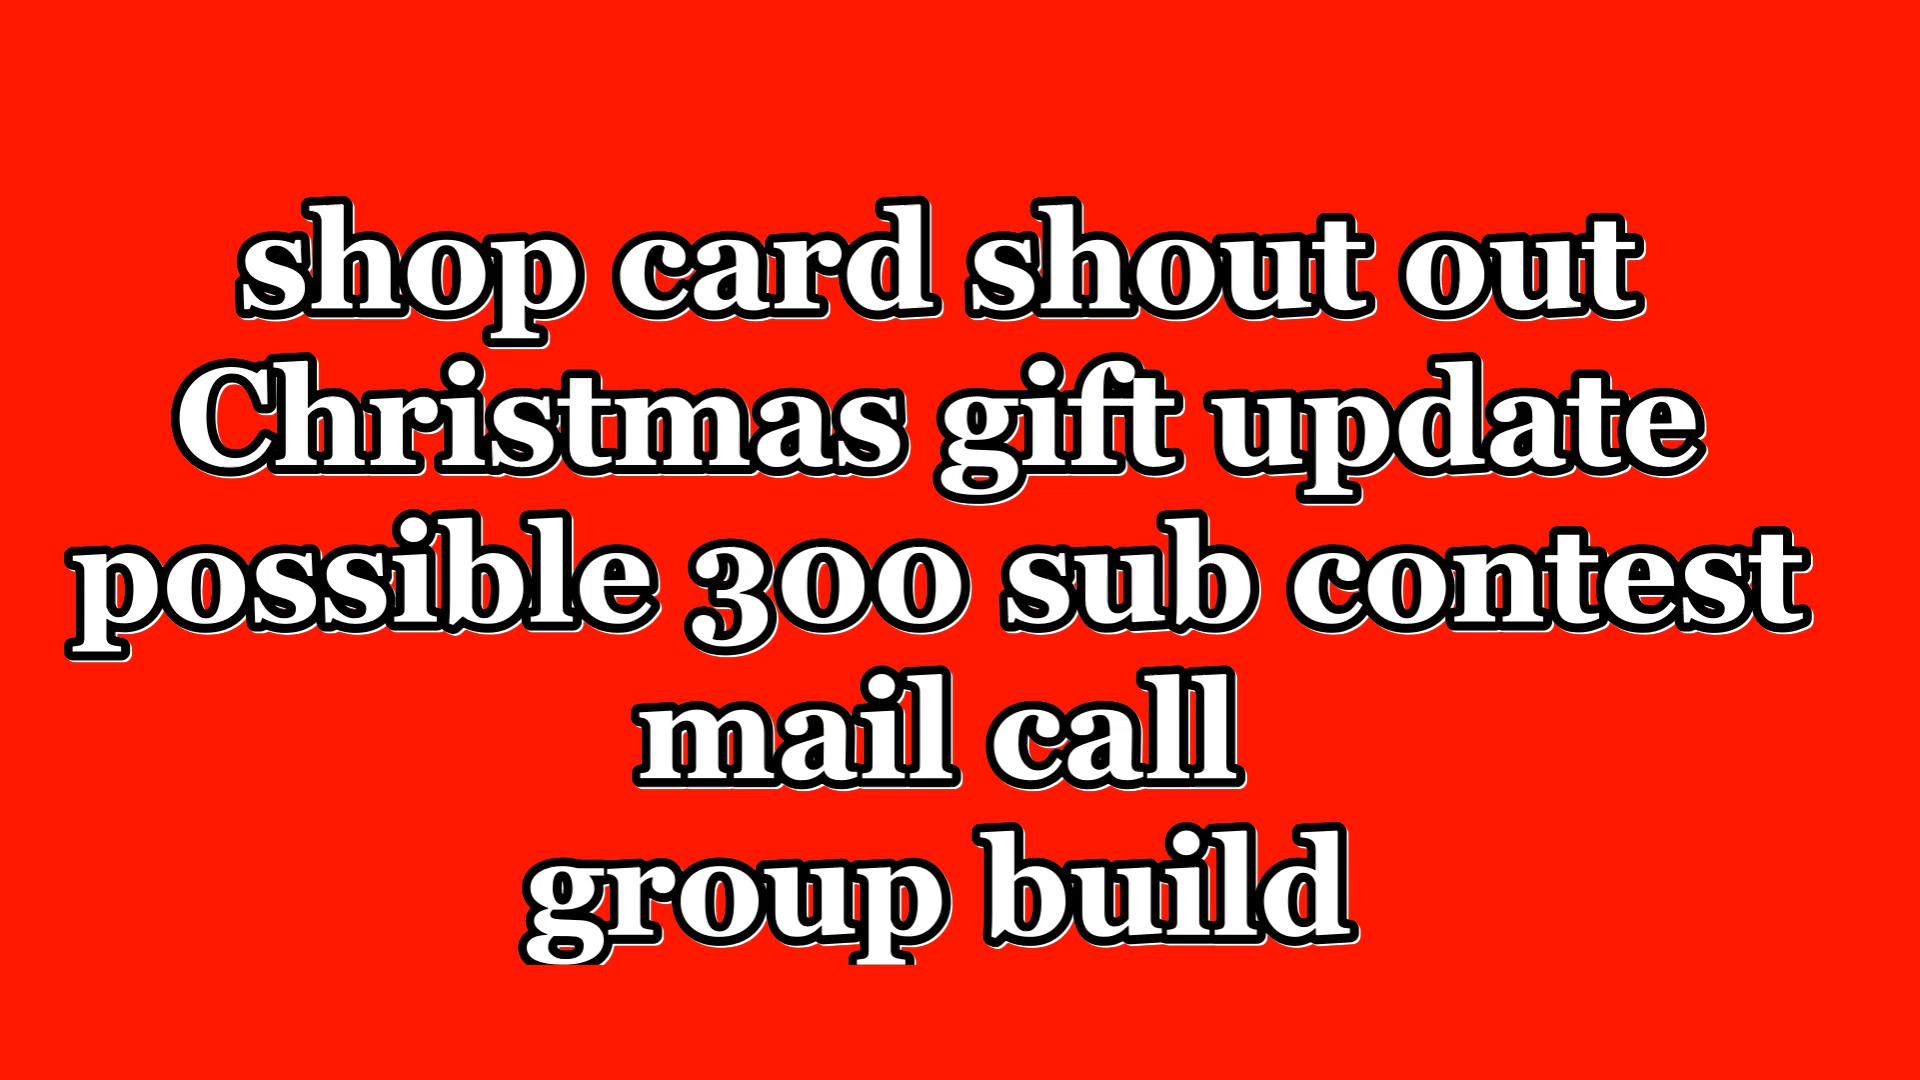 shop card shout out
Christmas gift update
possible 300 sub contest
mail call
group build